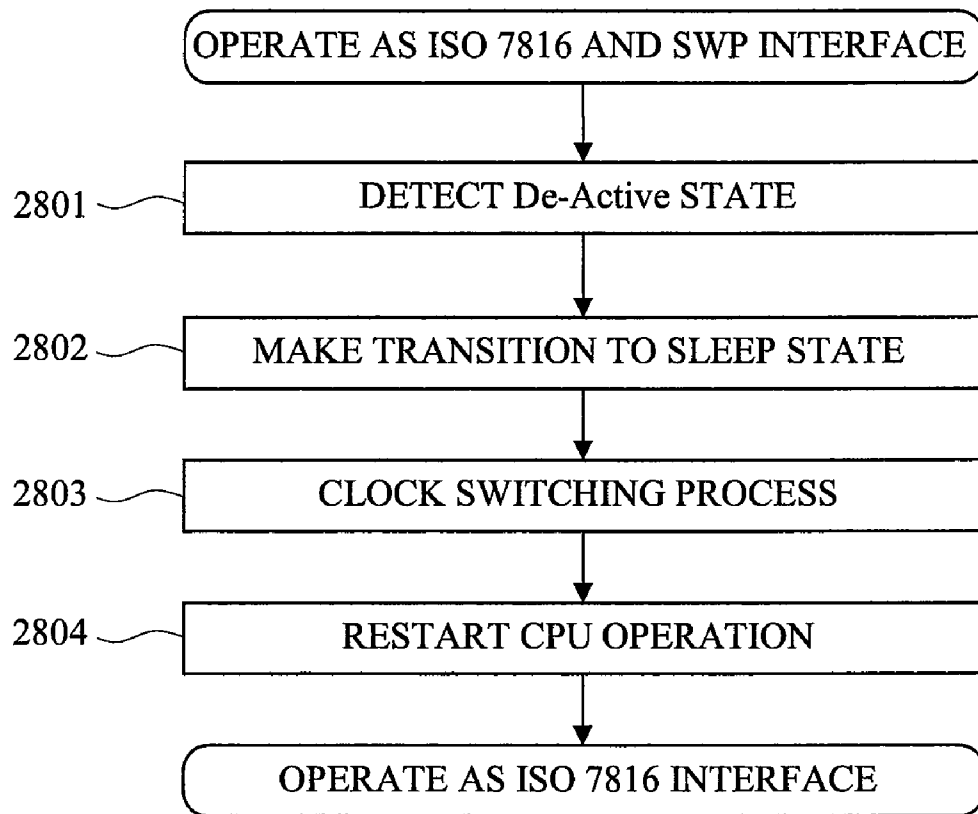 OPERATE AS ISO 7816 AND SWP INTERFACE
2801
DETECT De-Active STATE
2802
MAKE TRANSITION TO SLEEP STATE
2803
CLOCK SWITCHING PROCESS
2804
RESTART CPU OPERATION
OPERATE AS ISO 7816 INTERFACE